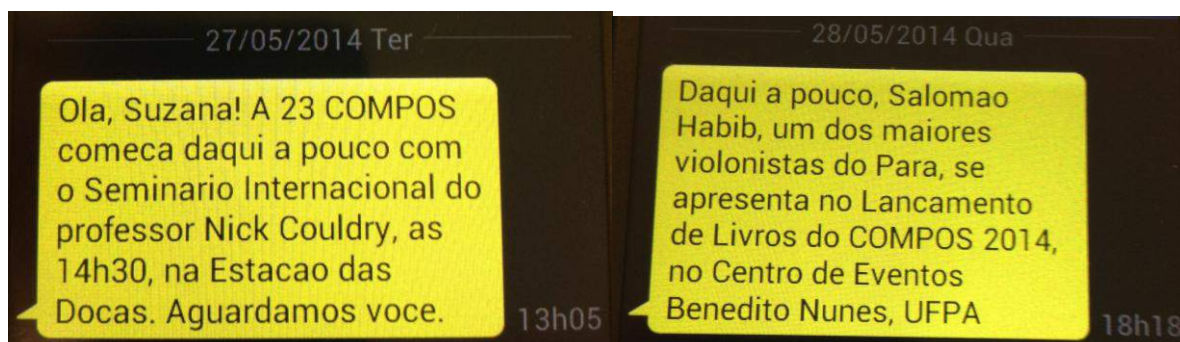 27/05/2014 Ter
Ola, Suzana! A 23 COMPOS
comeca daqui a pouco com
o Seminario Internacional do
professor Nick Couldry, as
14h30, na Estacao das
Docas. Aguardamos voce.
13h05
28/05/2014 Qua
Daqui a pouco, Salomao
Habib, um dos maiores
violonistas do Para, se
apresenta no Lancamento
de Livros do COMPOS 2014,
no Centro de Eventos
Benedito Nunes, UFPA
18h18